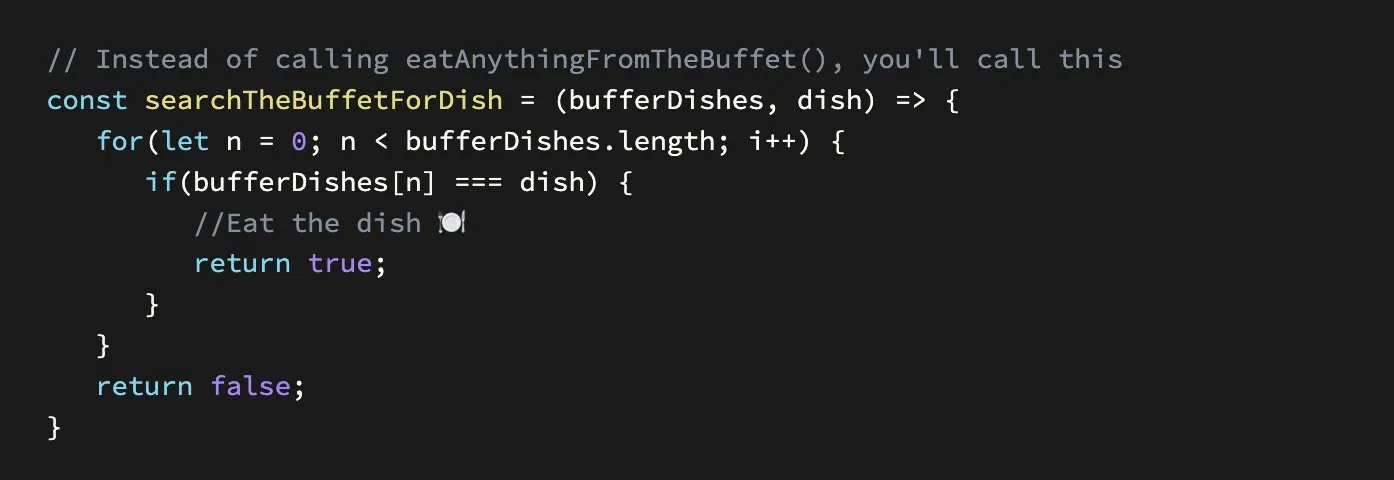 // Instead of calling eatAnythingFromTheBuffet(), you'll call this
const searchTheBuffetForDish = (bufferDishes, dish) => {
for(let n = 0; n < bufferDishes.length; i++) {
if(bufferDishes[n] === dish) {
//Eat the dish 🍽️
return true;
}
}
return false;
}